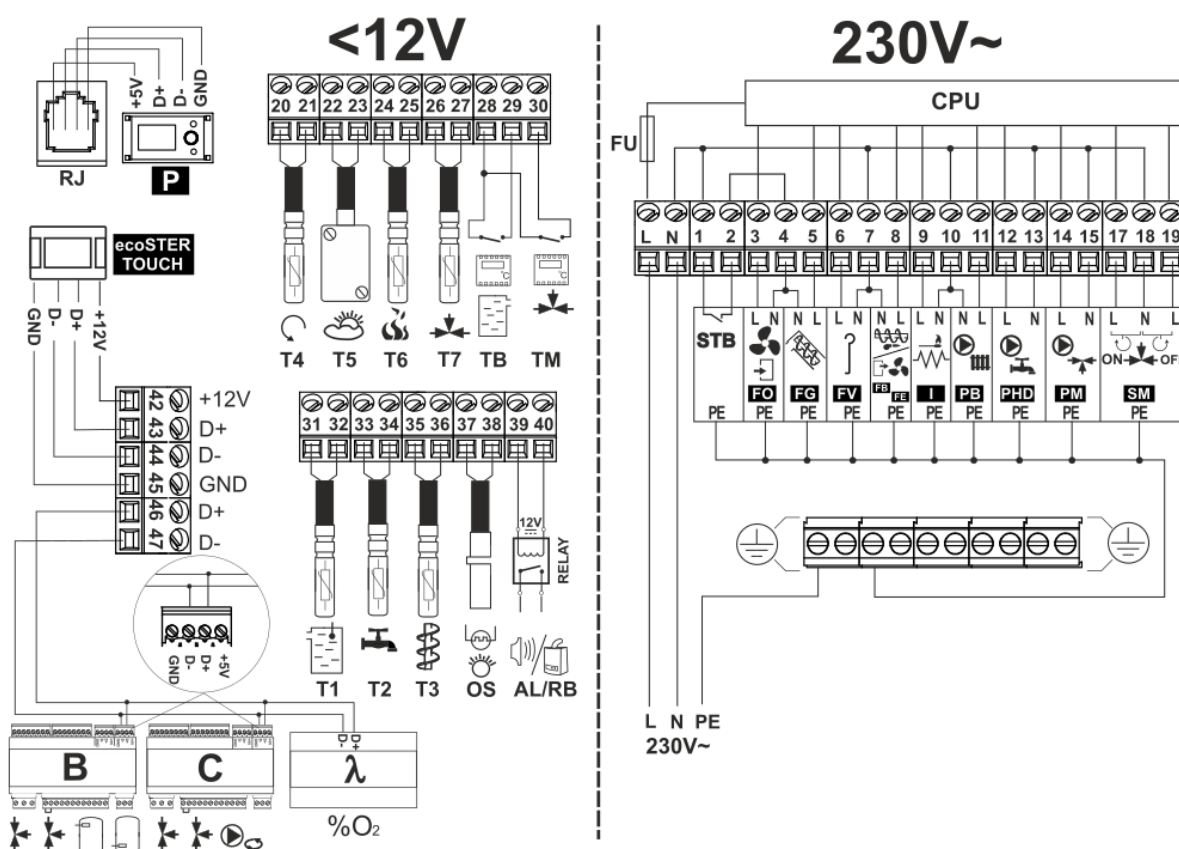 <12V
230V~
+5V
D+
D-
GND
RJ
P
20 21 22 23 24 25 26 27 28 29 30
°C
°C
T4 T5 T6 T7 TB TM
ecoSTER
TOUCH
GND
D-
D+
+12V
42 +12V
43 D+
44 D-
45 GND
46 D+
47 D-
GND
D-
D+
+5V
31 32 33 34 35 36 37 38 39 40
12V
RELAY
T1 T2 T3 OS AL/RB
D-
D+
B
C
λ
%O2
CPU
FU
L N 1 2 3 4 5 6 7 8 9 10 11 12 13 14 15 17 18 19
L N N L L N N L L N N L L N L N L N L
STB
ON
OFF
FO FG FV FB FE I PB PHD PM SM
PE PE PE PE PE PE PE PE PE PE
L N PE
230V~